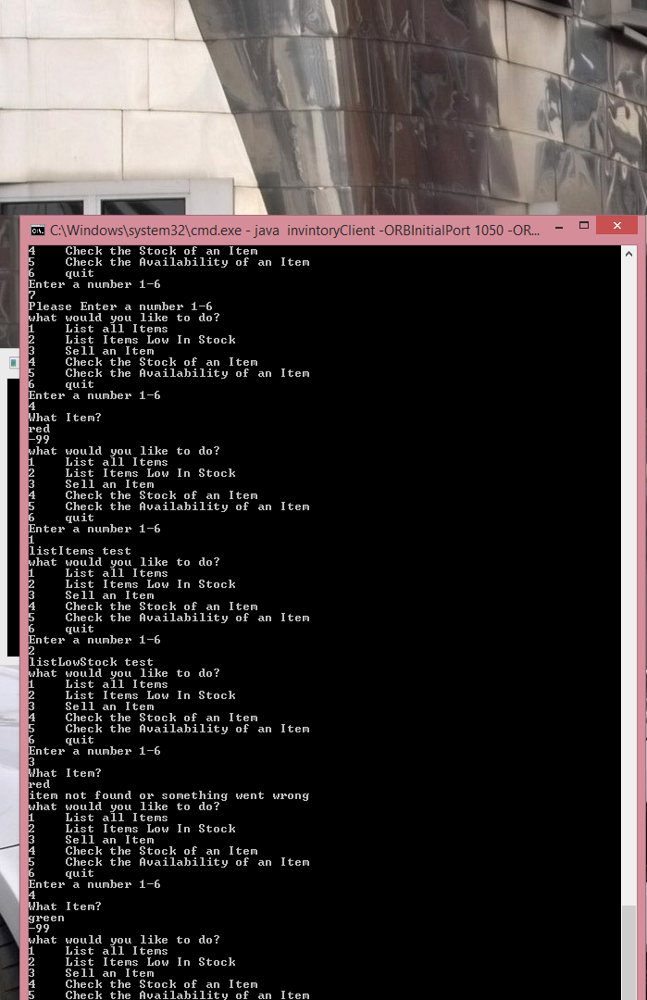 C:\Windows\system32\cmd.exe - java  invintoryClient -ORBInitialPort 1050 -OR...
4    Check the Stock of an Item
5    Check the Availability of an Item
6    quit
Enter a number 1-6
7
Please Enter a number 1-6
what would you like to do?
1    List all Items
2    List Items Low In Stock
3    Sell an Item
4    Check the Stock of an Item
5    Check the Availability of an Item
6    quit
Enter a number 1-6
4
What Item?
red
-99
what would you like to do?
1    List all Items
2    List Items Low In Stock
3    Sell an Item
4    Check the Stock of an Item
5    Check the Availability of an Item
6    quit
Enter a number 1-6
1
listItems test
what would you like to do?
1    List all Items
2    List Items Low In Stock
3    Sell an Item
4    Check the Stock of an Item
5    Check the Availability of an Item
6    quit
Enter a number 1-6
2
listLowStock test
what would you like to do?
1    List all Items
2    List Items Low In Stock
3    Sell an Item
4    Check the Stock of an Item
5    Check the Availability of an Item
6    quit
Enter a number 1-6
3
What Item?
red
item not found or something went wrong
what would you like to do?
1    List all Items
2    List Items Low In Stock
3    Sell an Item
4    Check the Stock of an Item
5    Check the Availability of an Item
6    quit
Enter a number 1-6
4
What Item?
green
-99
what would you like to do?
1    List all Items
2    List Items Low In Stock
3    Sell an Item
4    Check the Stock of an Item
5    Check the Availability of an Item